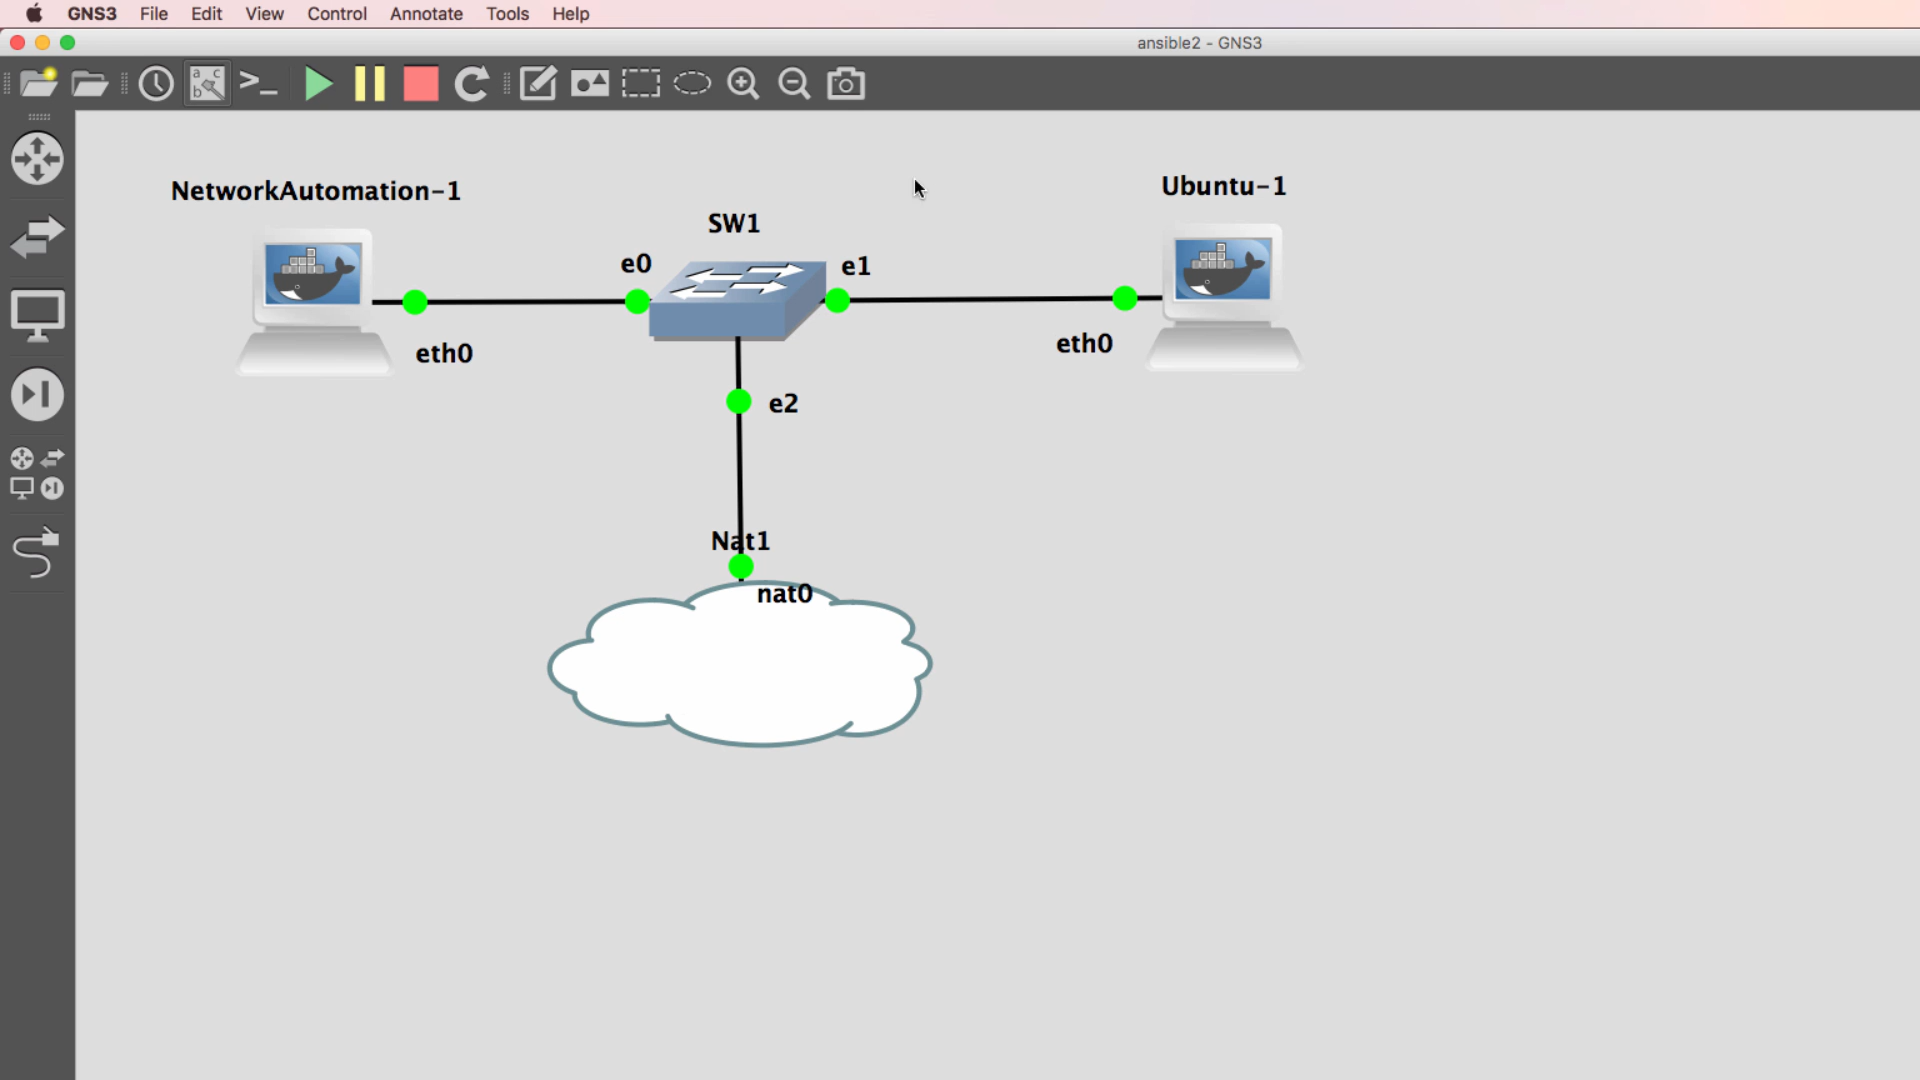 GNS3 File Edit View Control Annotate Tools Help
ansible2 - GNS3
NetworkAutomation-1
Ubuntu-1
SW1
e0
e1
eth0
eth0
e2
Nat1
nat0